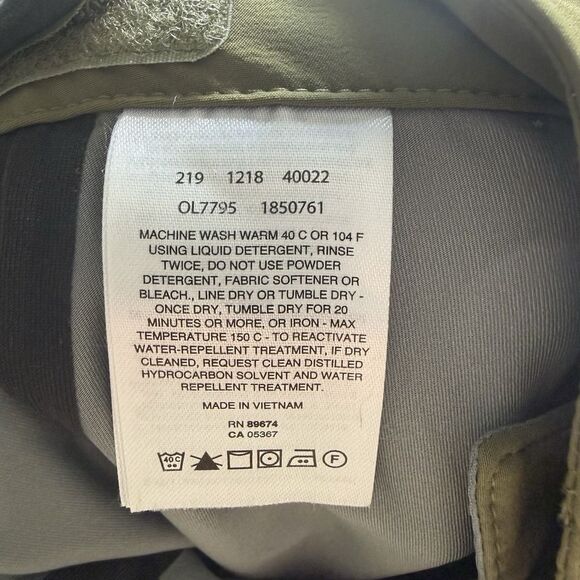 219 1218 40022
OL7795 1850761
MACHINE WASH WARM 40 C OR 104 F
USING LIQUID DETERGENT, RINSE
TWICE, DO NOT USE POWDER
DETERGENT, FABRIC SOFTENER OR
BLEACH., LINE DRY OR TUMBLE DRY -
ONCE DRY, TUMBLE DRY FOR 20
MINUTES OR MORE, OR IRON - MAX
TEMPERATURE 150 C - TO REACTIVATE
WATER-REPELLENT TREATMENT, IF DRY
CLEANED, REQUEST CLEAN DISTILLED
HYDROCARBON SOLVENT AND WATER
REPELLENT TREATMENT.
MADE IN VIETNAM
RN 89674
CA 05367
40 C F